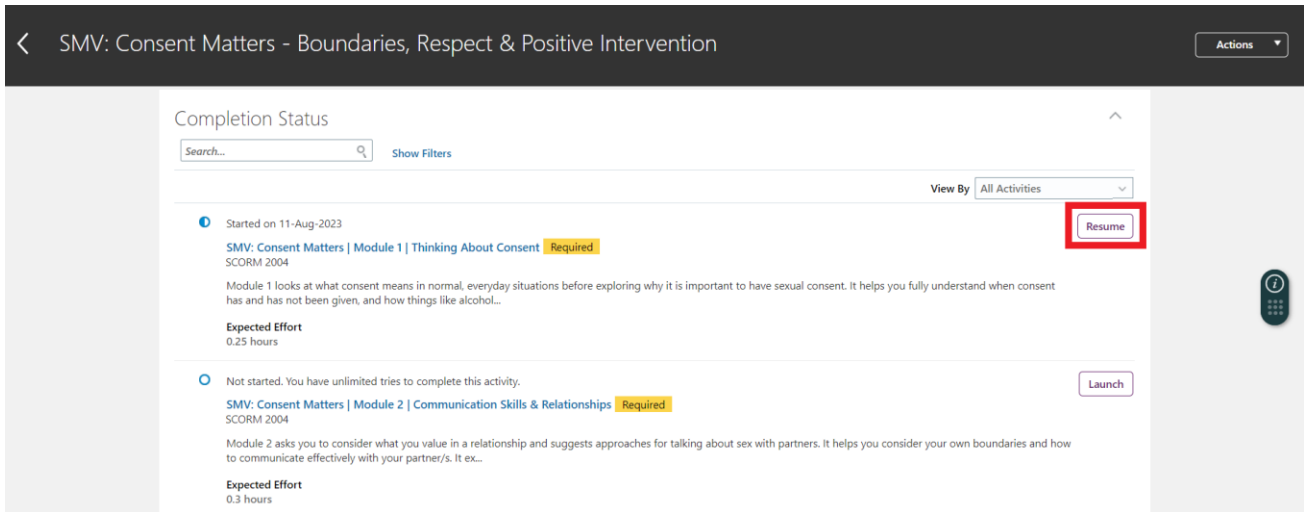 SMV: Consent Matters - Boundaries, Respect & Positive Intervention
Actions
Completion Status
Search...
Show Filters
View By All Activities
Started on 11-Aug-2023
Resume
SMV: Consent Matters | Module 1 | Thinking About Consent Required
SCORM 2004
Module 1 looks at what consent means in normal, everyday situations before exploring why it is important to have sexual consent. It helps you fully understand when consent
has and has not been given, and how things like alcohol...
Expected Effort
0.25 hours
Not started. You have unlimited tries to complete this activity.
Launch
SMV: Consent Matters | Module 2 | Communication Skills & Relationships Required
SCORM 2004
Module 2 asks you to consider what you value in a relationship and suggests approaches for talking about sex with partners. It helps you consider your own boundaries and how
to communicate effectively with your partner/s. It ex...
Expected Effort
0.3 hours